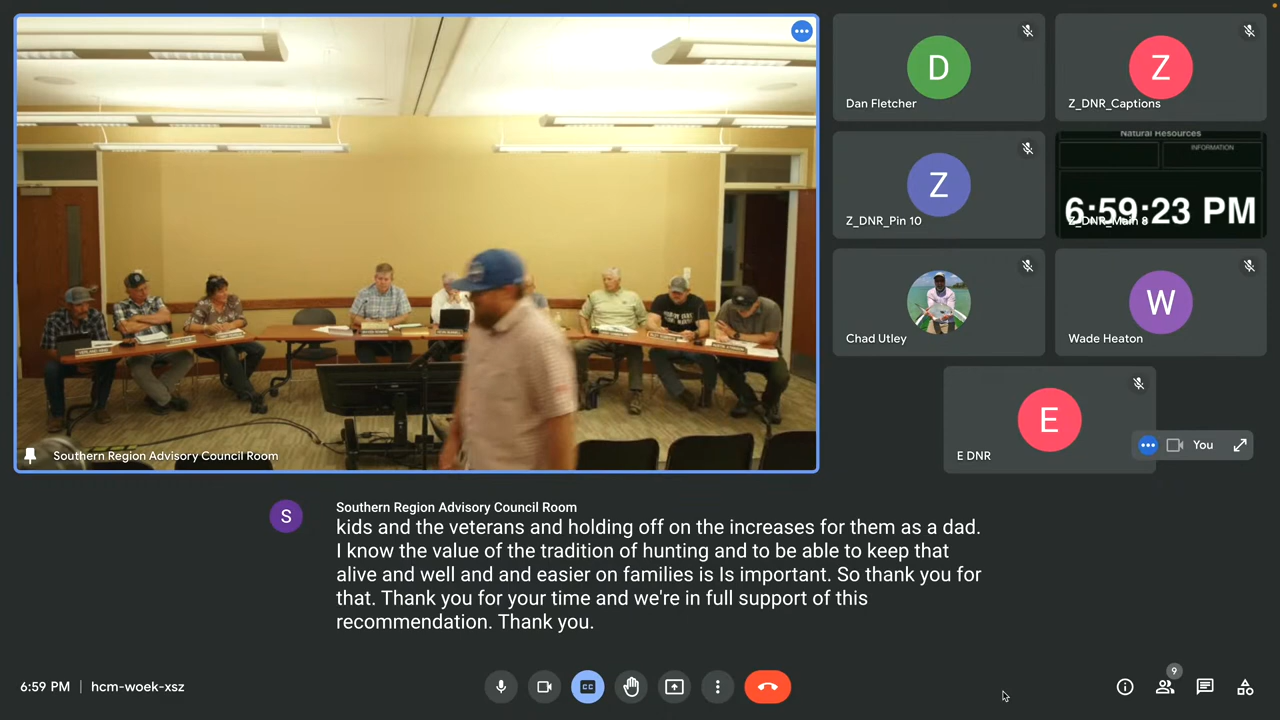 D
Dan Fletcher
Z
Z_DNR_Captions
Z
Z_DNR_Pin 10
Natural Resources
INFORMATION
6:59:23 PM
Z_DNR_Main 8
Chad Utley
W
Wade Heaton
E
E DNR
You
Southern Region Advisory Council Room
S
Southern Region Advisory Council Room
kids and the veterans and holding off on the increases for them as a dad.
I know the value of the tradition of hunting and to be able to keep that
alive and well and and easier on families is Is important. So thank you for
that. Thank you for your time and we're in full support of this
recommendation. Thank you.
6:59 PM | hcm-woek-xsz
CC
9